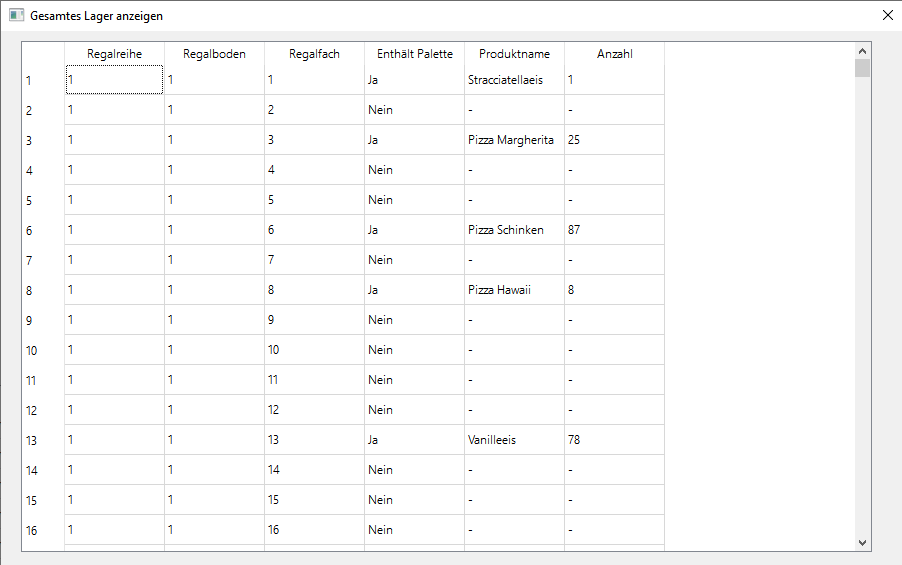 Gesamtes Lager anzeigen
Regalreihe Regalboden Regalfach Enthält Palette Produktname Anzahl
1 1 1 1 Ja Stracciatellaeis 1
2 1 1 2 Nein - -
3 1 1 3 Ja Pizza Margherita 25
4 1 1 4 Nein - -
5 1 1 5 Nein - -
6 1 1 6 Ja Pizza Schinken 87
7 1 1 7 Nein - -
8 1 1 8 Ja Pizza Hawaii 8
9 1 1 9 Nein - -
10 1 1 10 Nein - -
11 1 1 11 Nein - -
12 1 1 12 Nein - -
13 1 1 13 Ja Vanilleeis 78
14 1 1 14 Nein - -
15 1 1 15 Nein - -
16 1 1 16 Nein - -